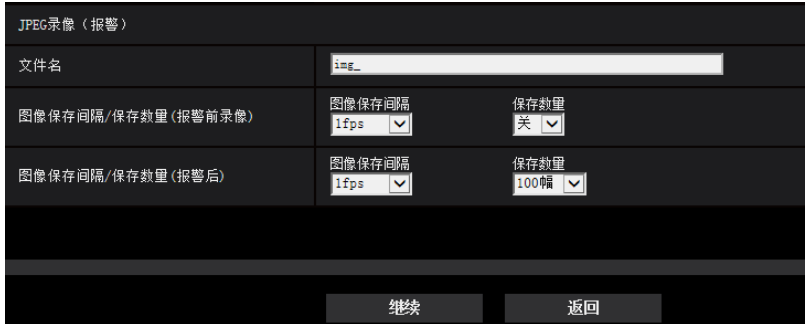 JPEG录像（报警）
文件名 img_
图像保存间隔 保存数量
图像保存间隔/保存数量(报警前录像) 1fps 关
图像保存间隔 保存数量
图像保存间隔/保存数量(报警后) 1fps 100幅
继续 返回